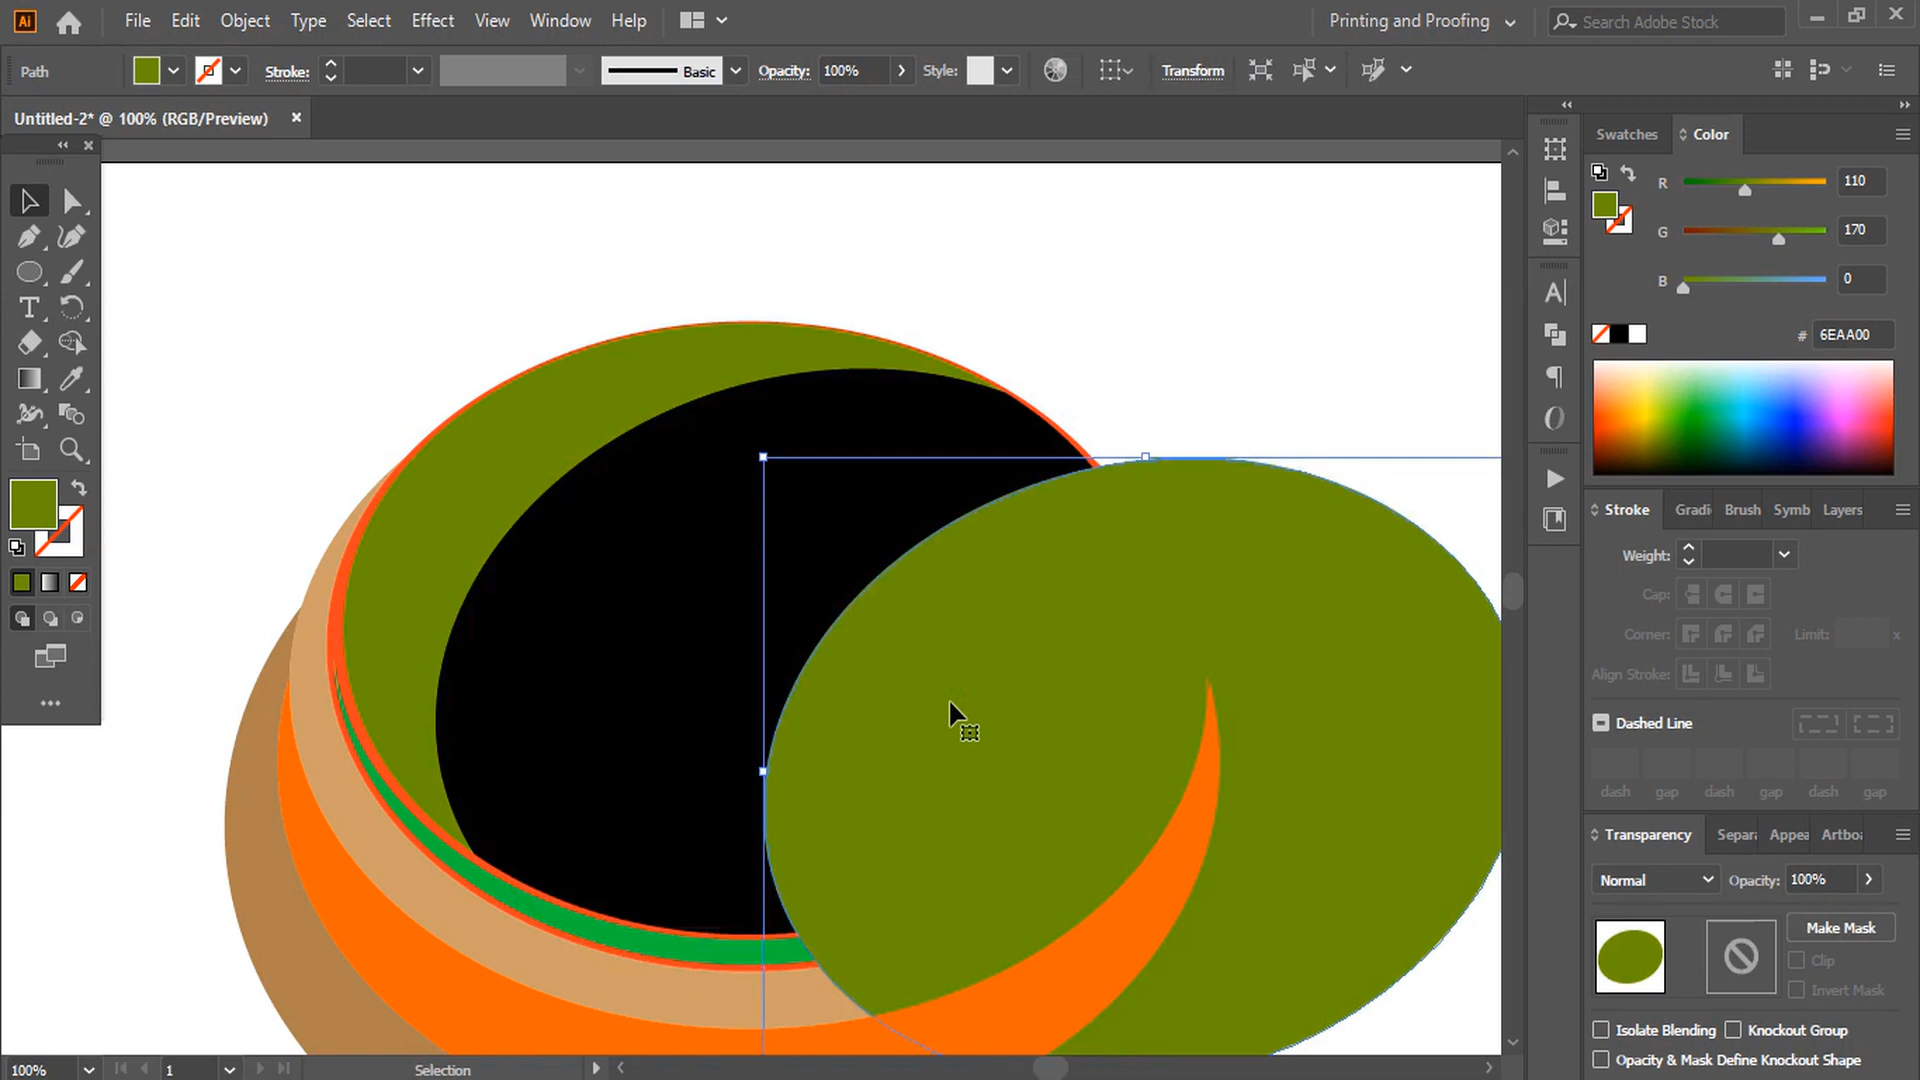 Ai File Edit Object Type Select Effect View Window Help Printing and Proofing Search Adobe Stock
Path Stroke: Basic Opacity: 100% Style: Transform
Untitled-2* @ 100% (RGB/Preview) ×
Swatches Color
R 110
G 170
B 0
# 6EAA00
Stroke Gradi Brush Symb Layers
Weight:
Cap:
Corner: Limit: x
Align Stroke:
Dashed Line
dash gap dash gap dash gap
Transparency Separa Appea Artboa
Normal Opacity: 100%
Make Mask
Clip
Invert Mask
Isolate Blending Knockout Group
Opacity & Mask Define Knockout Shape
100% 1 Selection